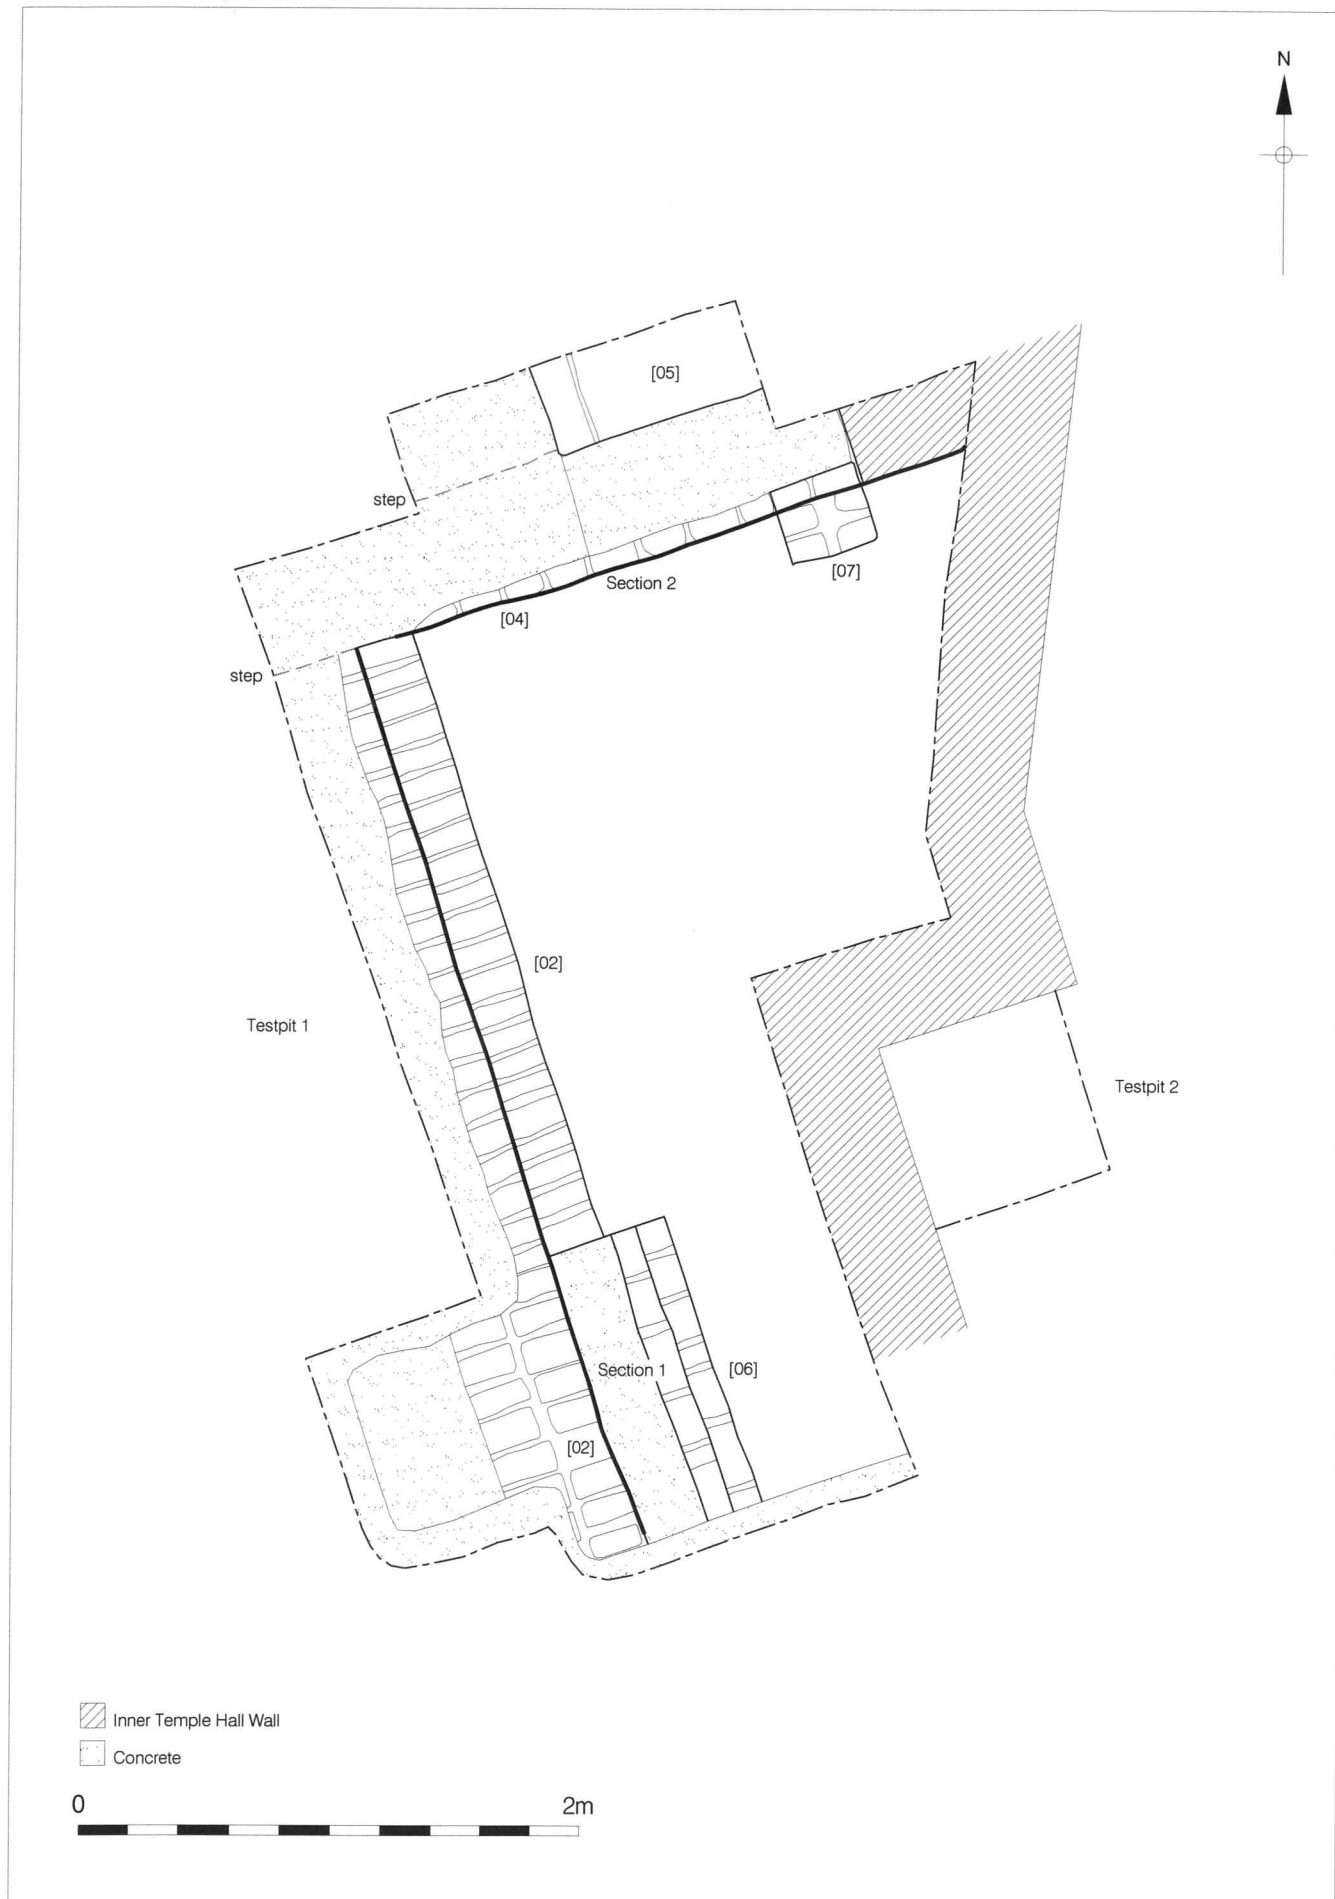 N
[05]
step
[07]
Section 2
[04]
step
[02]
Testpit 1
Testpit 2
Section 1
[06]
[02]
Inner Temple Hall Wall
Concrete
0
2m